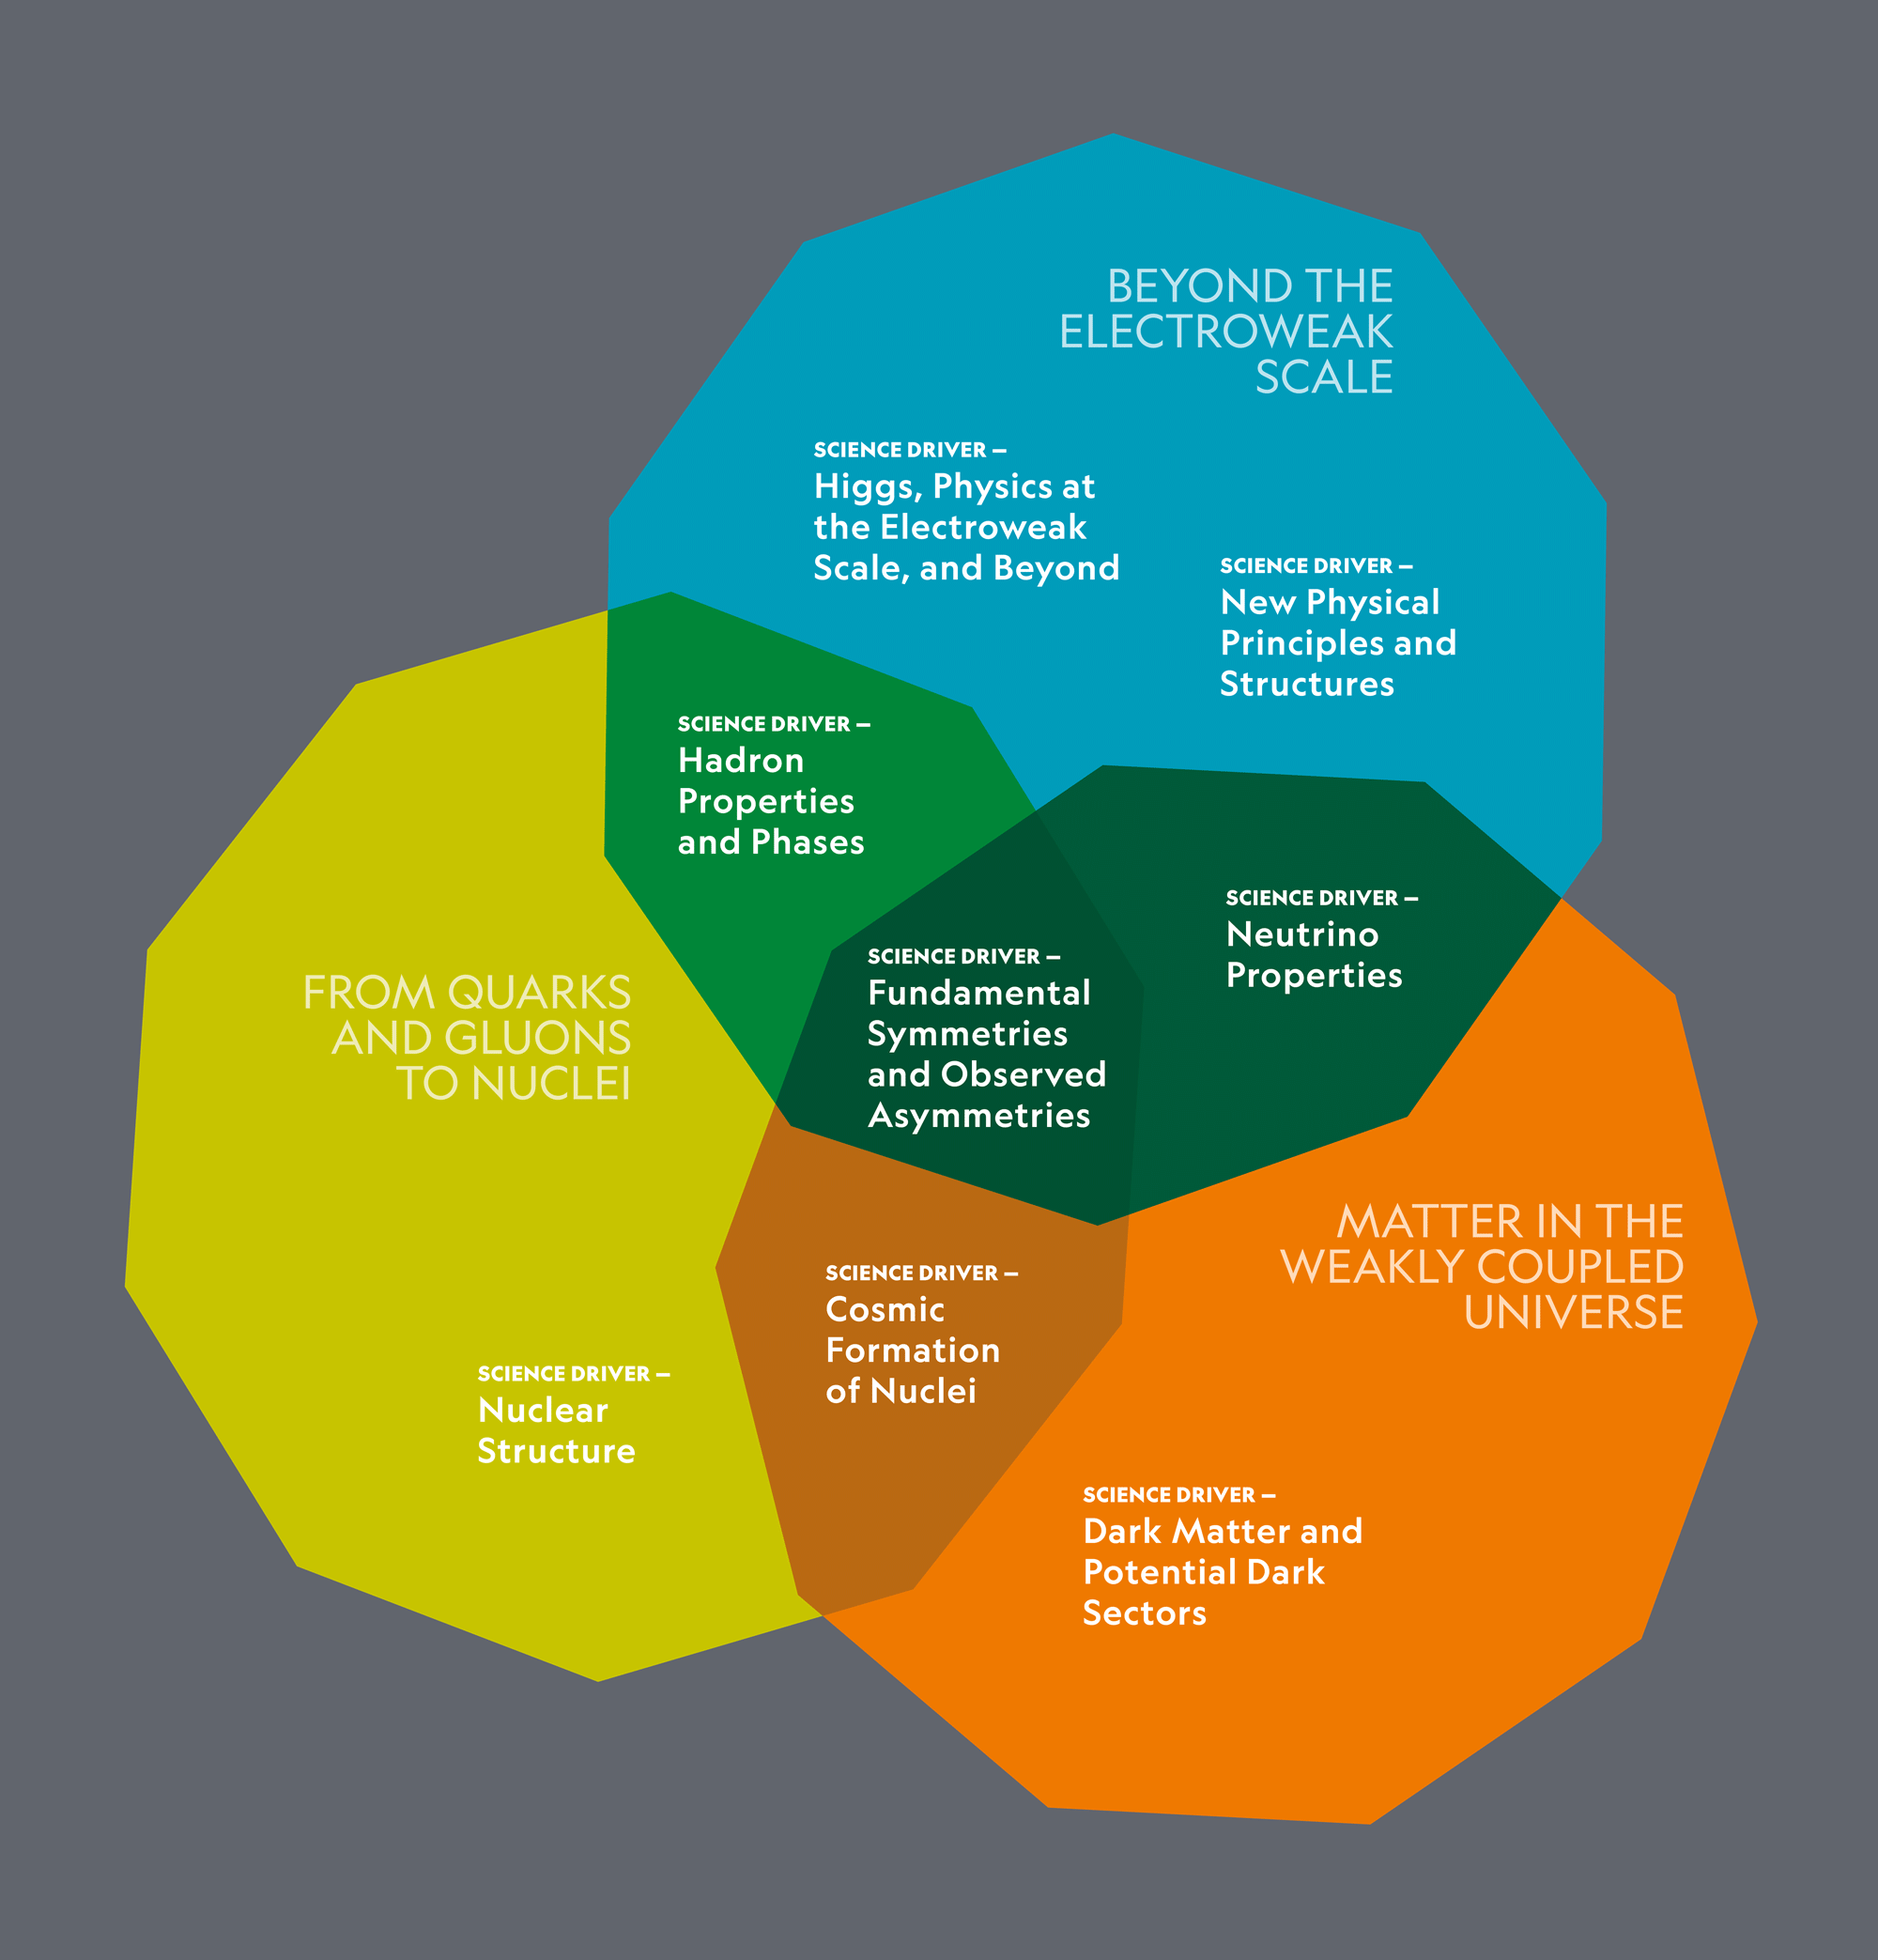 BEYOND THE
ELECTROWEAK
SCALE
SCIENCE DRIVER –
Higgs, Physics at
the Electroweak
Scale, and Beyond
SCIENCE DRIVER –
New Physical
Principles and
Structures
SCIENCE DRIVER –
Hadron
Properties
and Phases
SCIENCE DRIVER –
Neutrino
Properties
SCIENCE DRIVER –
Fundamental
Symmetries
and Observed
Asymmetries
FROM QUARKS
AND GLUONS
TO NUCLEI
MATTER IN THE
WEAKLY COUPLED
UNIVERSE
SCIENCE DRIVER –
Cosmic
Formation
of Nuclei
SCIENCE DRIVER –
Nuclear
Structure
SCIENCE DRIVER –
Dark Matter and
Potential Dark
Sectors